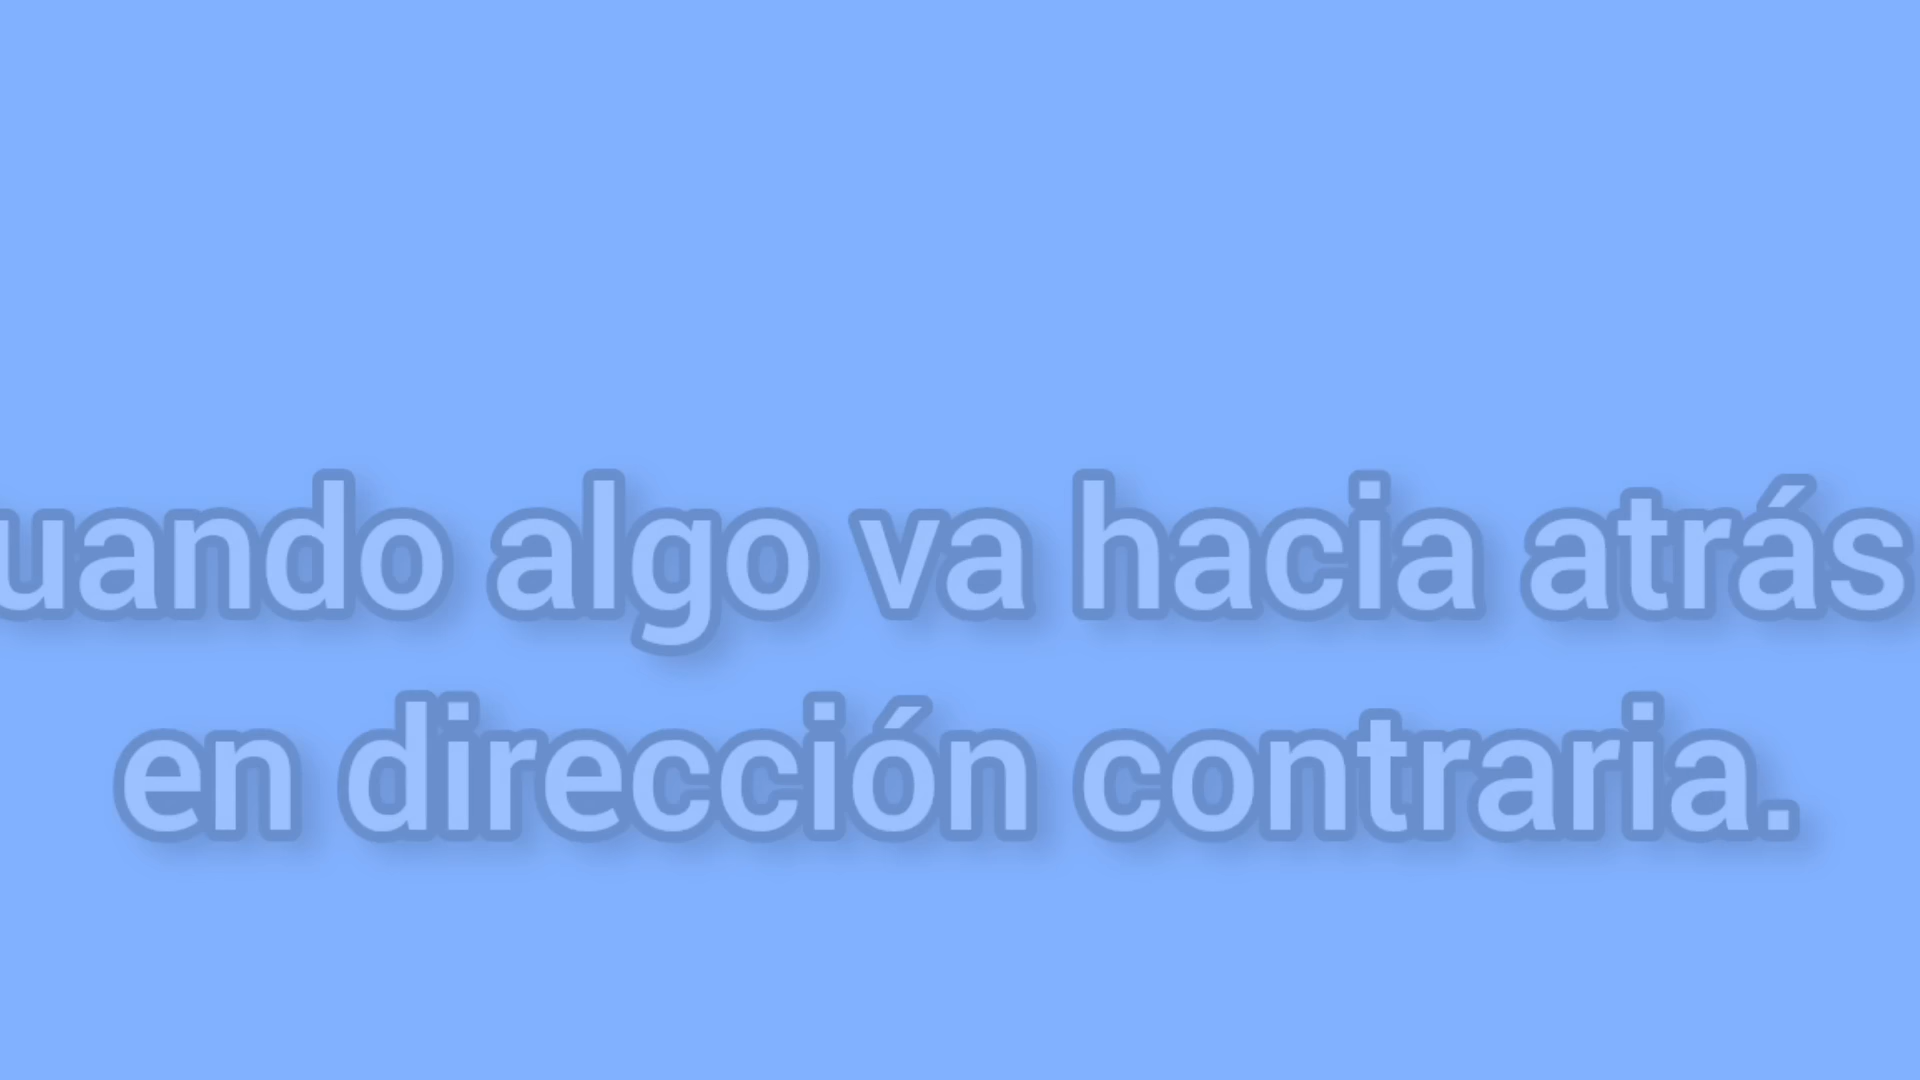 uando algo va hacia atrás
en dirección contraria.